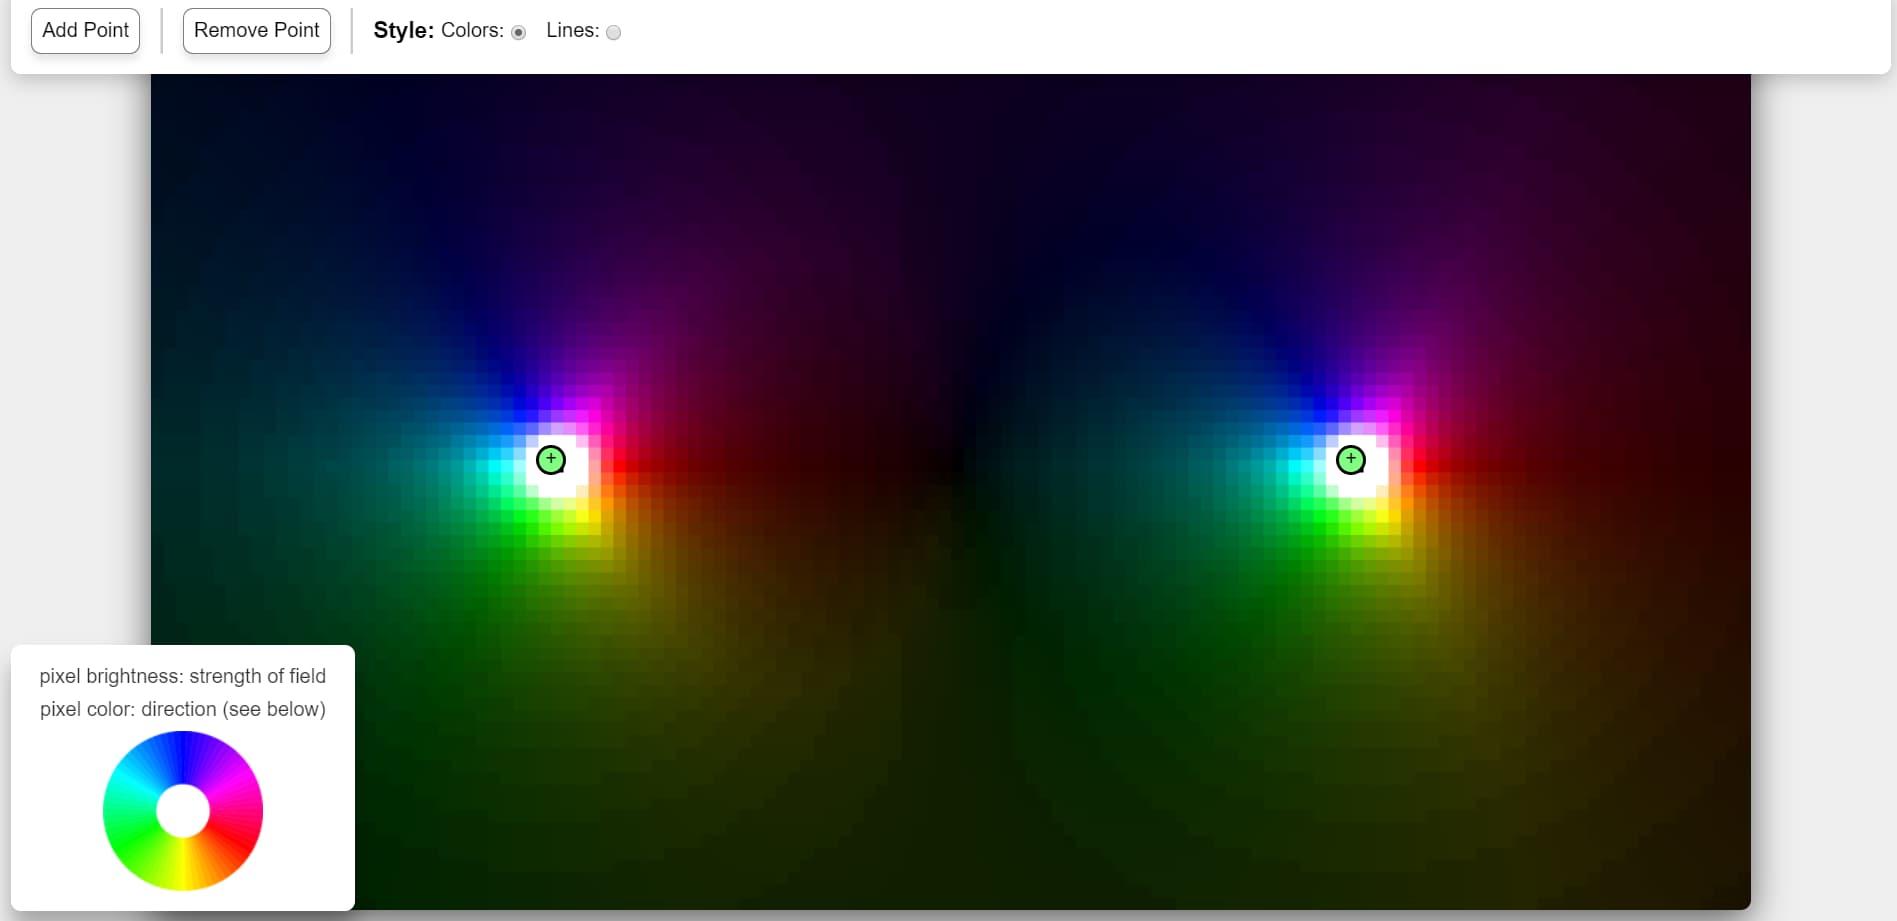 Add Point Remove Point Style: Colors: Lines:
+ +
pixel brightness: strength of field
pixel color: direction (see below)